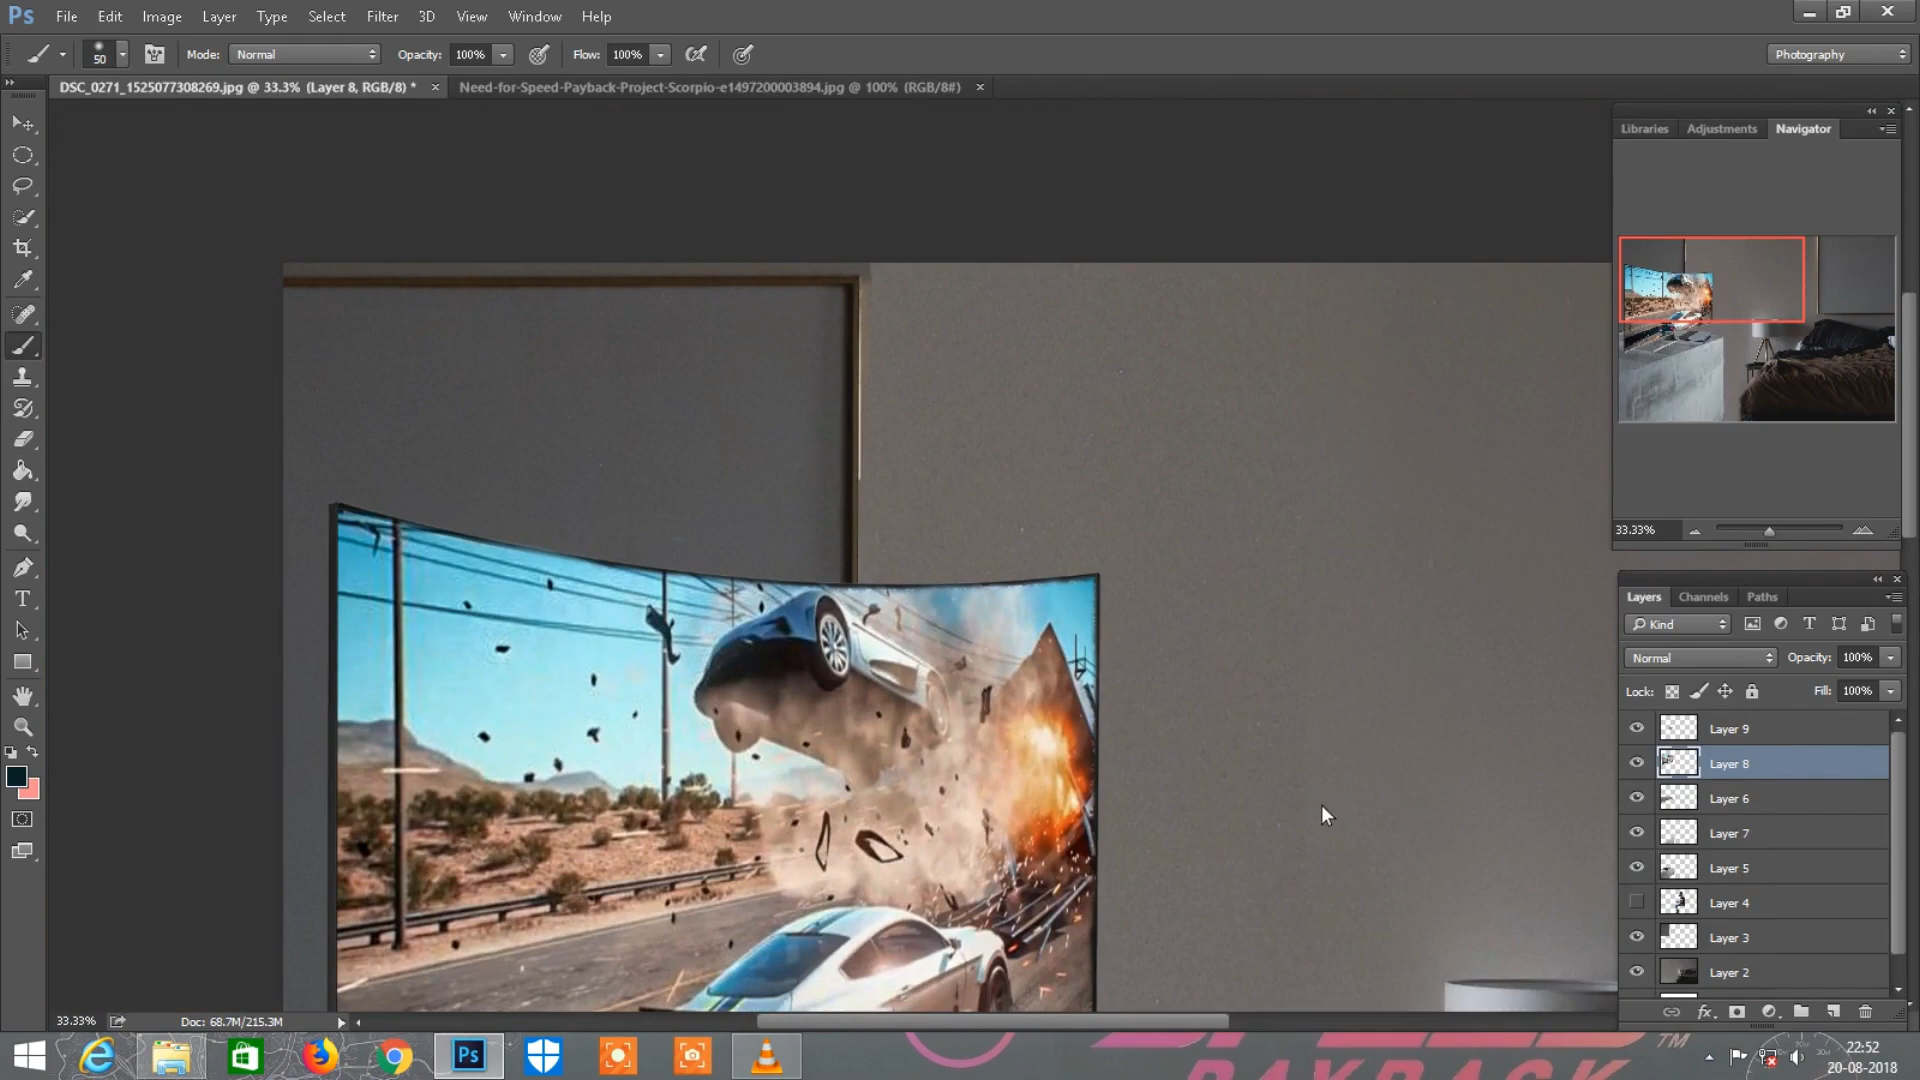 Ps File Edit Image Layer Type Select Filter 3D View Window Help
50 Mode: Normal Opacity: 100% Flow: 100% Photography
DSC_0271_1525077308269.jpg @ 33.3% (Layer 8, RGB/8) * × Need-for-Speed-Payback-Project-Scorpio-e1497200003894.jpg @ 100% (RGB/8#) ×
Libraries Adjustments Navigator
33.33%
Layers Channels Paths
Kind
Normal Opacity: 100%
Lock: Fill: 100%
Layer 9
Layer 8
Layer 6
Layer 7
Layer 5
Layer 4
Layer 3
Layer 2
33.33% Doc: 68.7M/215.3M
Ps
PAYBACK
TM
22:52
20-08-2018